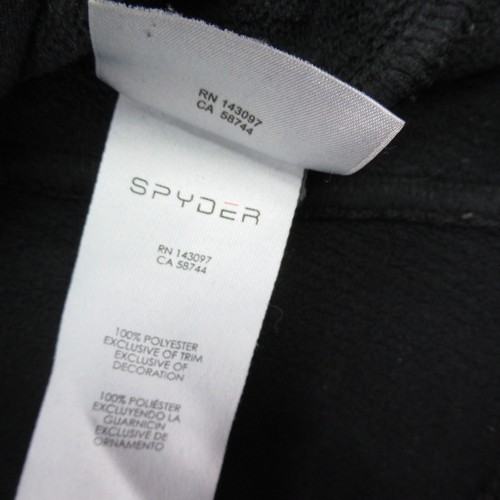 RN 143097
CA 58744
SPYDER
RN 143097
CA 58744
100% POLYESTER
EXCLUSIVE OF TRIM
EXCLUSIVE OF
DECORATION
100% POLIÉSTER
EXCLUYENDO LA
GUARNICIN
EXCLUSIVE DE
ORNAMENTO